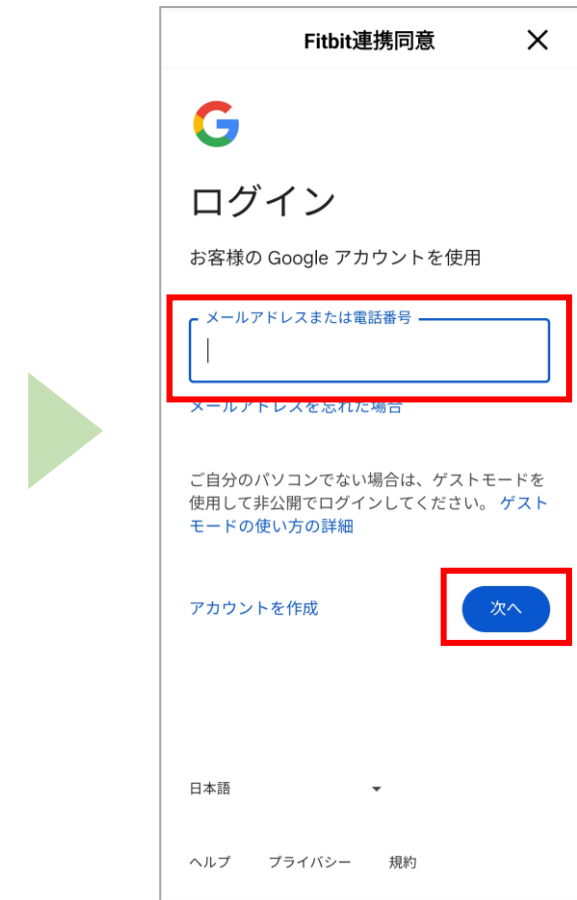 Fitbit連携同意
ログイン
お客様の Google アカウントを使用
メールアドレスまたは電話番号
メールアドレスを忘れた場合
ご自分のパソコンでない場合は、ゲストモードを
使用して非公開でログインしてください。 ゲスト
モードの使い方の詳細
アカウントを作成
次へ
日本語
ヘルプ プライバシー 規約